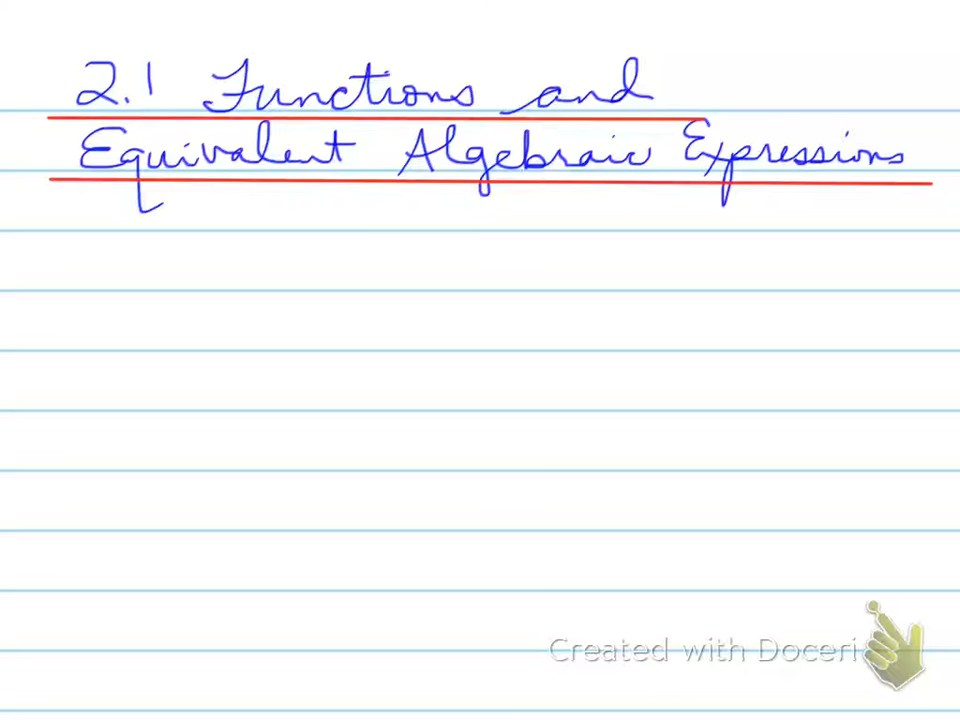 2.1 Functions and
Equivalent Algebraic Expressions
Created with Doceri